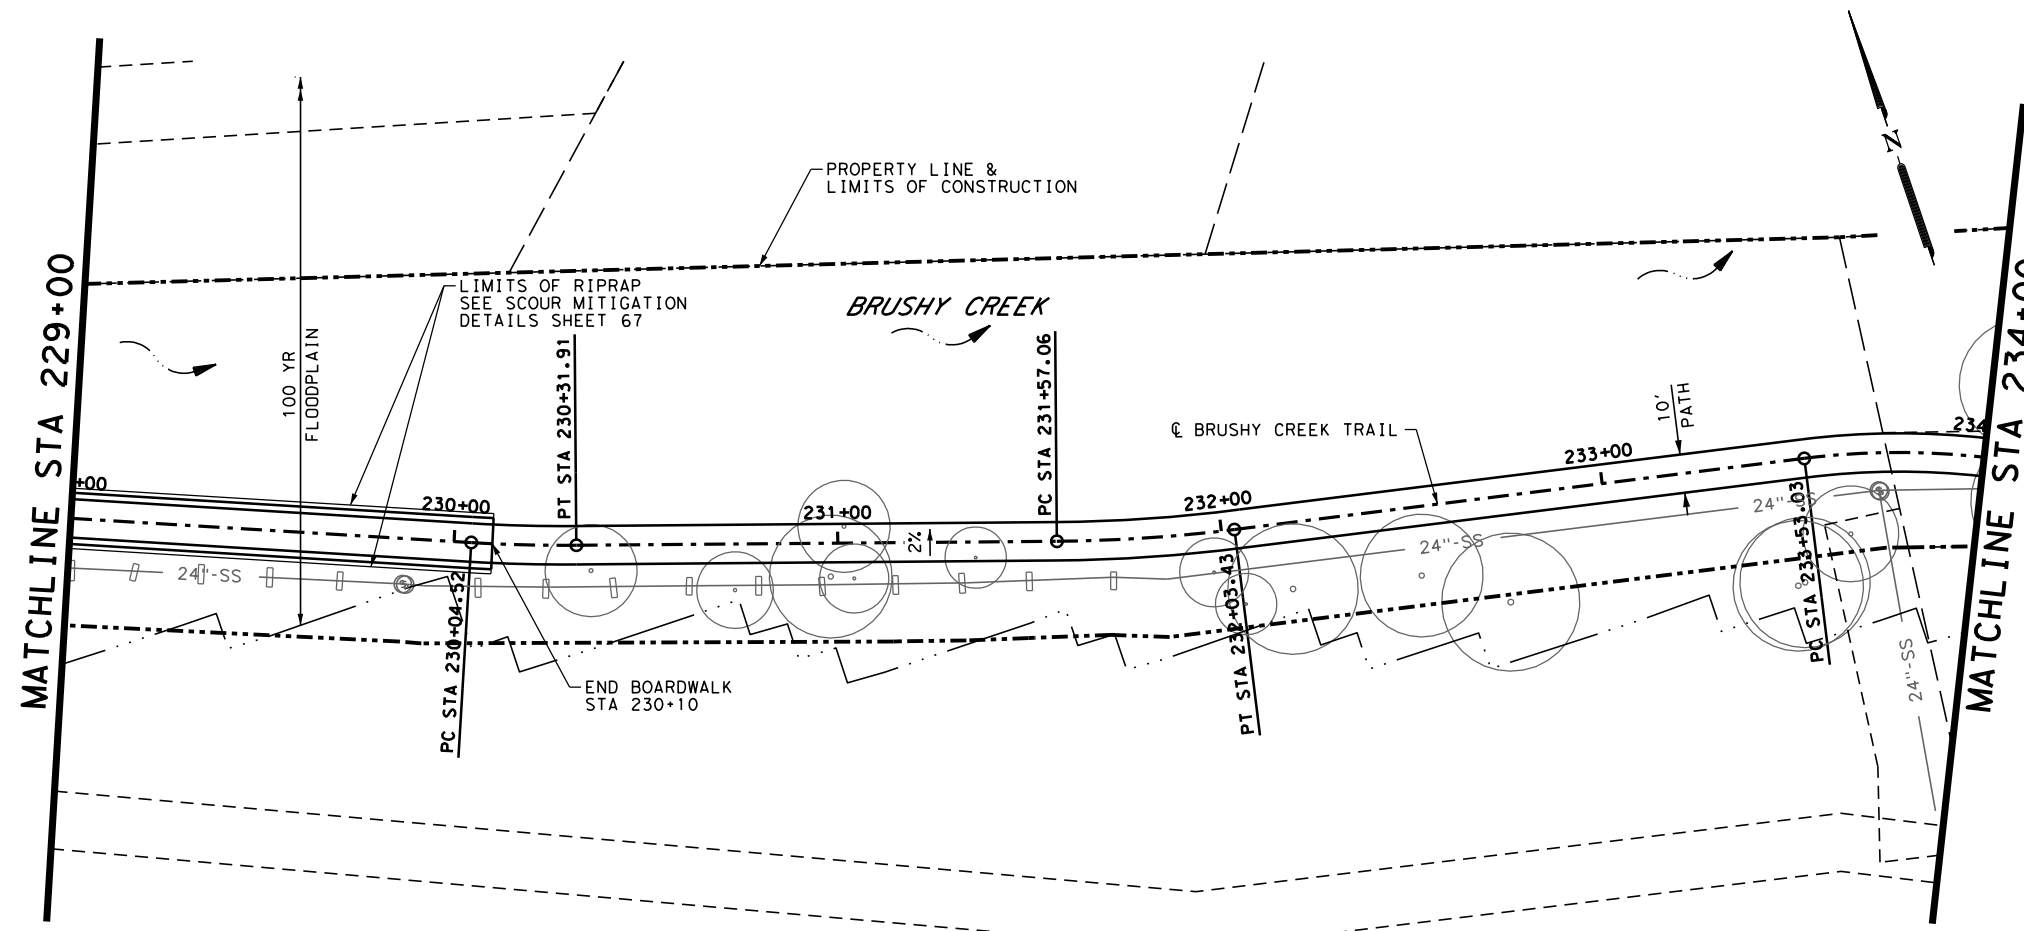 MATCHLINE STA 229+00
PROPERTY LINE &
LIMITS OF CONSTRUCTION
N
LIMITS OF RIPRAP
SEE SCOUR MITIGATION
DETAILS SHEET 67
BRUSHY CREEK
100 YR
FLOODPLAIN
PT STA 230+31.91
PC STA 231+57.06
℄ BRUSHY CREEK TRAIL
10'
PATH
+00
230+00
231+00
2%
232+00
233+00
234
24"-SS
24"-SS
24"-SS
24"-SS
PC STA 230+04.52
END BOARDWALK
STA 230+10
PT STA 232+03.43
PC STA 233+53.03
MATCHLINE STA 234+00